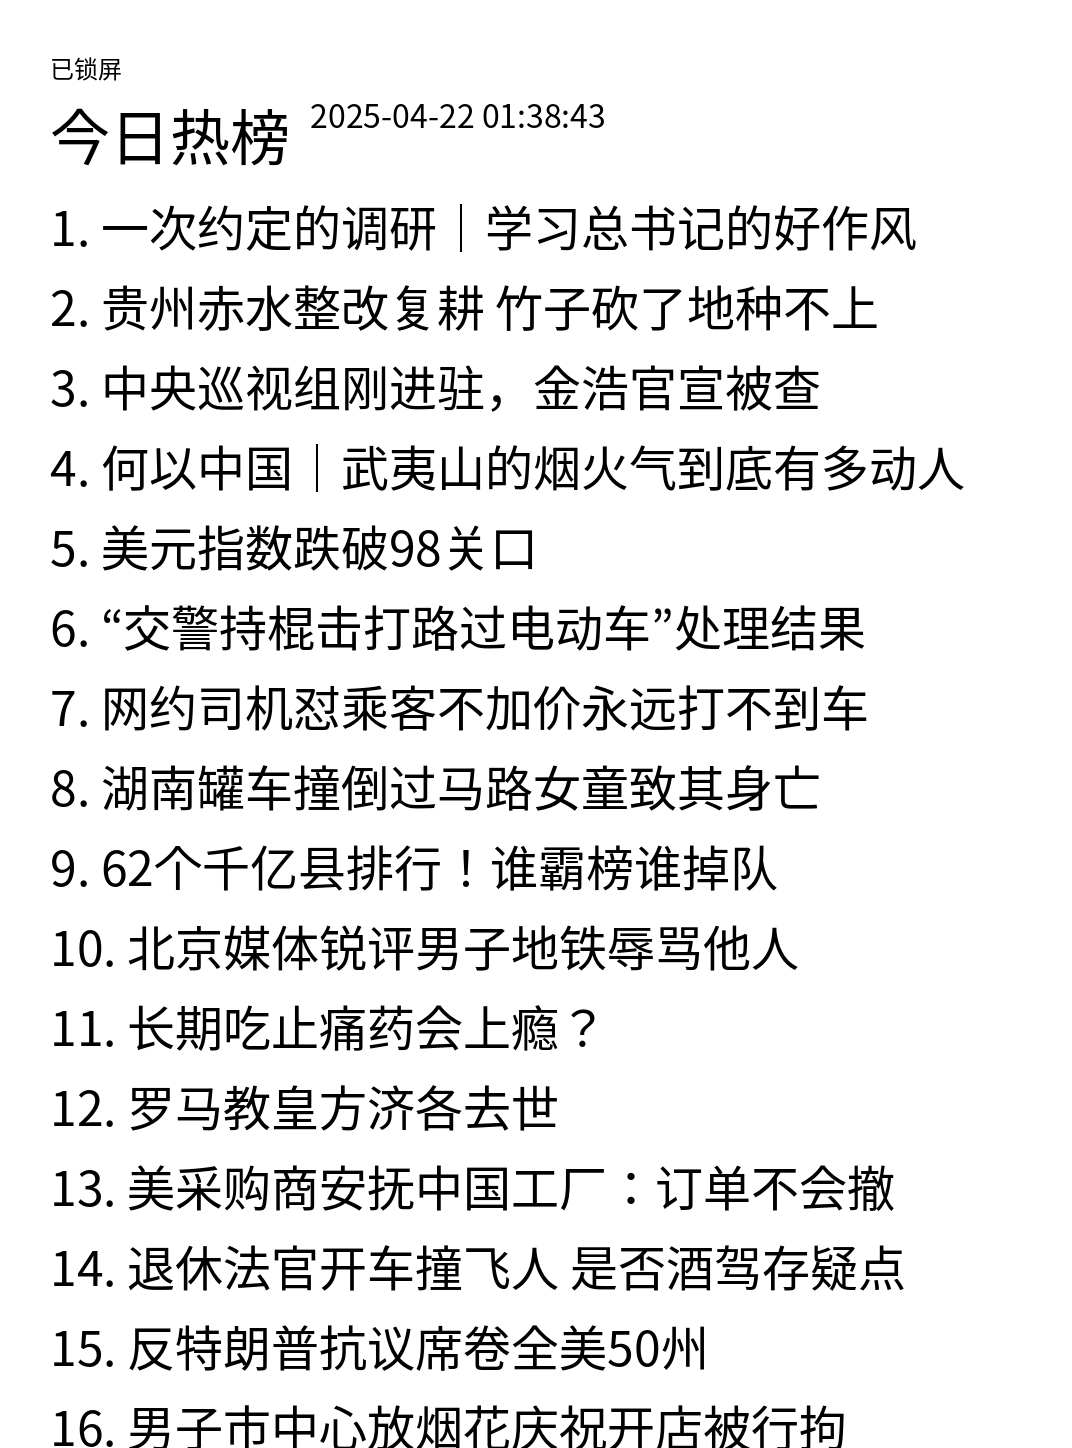 已锁屏
今日热榜 2025-04-22 01:38:43
1. 一次约定的调研｜学习总书记的好作风
2. 贵州赤水整改复耕 竹子砍了地种不上
3. 中央巡视组刚进驻，金浩官宣被查
4. 何以中国｜武夷山的烟火气到底有多动人
5. 美元指数跌破98关口
6. “交警持棍击打路过电动车”处理结果
7. 网约司机怼乘客不加价永远打不到车
8. 湖南罐车撞倒过马路女童致其身亡
9. 62个千亿县排行！谁霸榜谁掉队
10. 北京媒体锐评男子地铁辱骂他人
11. 长期吃止痛药会上瘾？
12. 罗马教皇方济各去世
13. 美采购商安抚中国工厂：订单不会撤
14. 退休法官开车撞飞人 是否酒驾存疑点
15. 反特朗普抗议席卷全美50州
16. 男子市中心放烟花庆祝开店被行拘